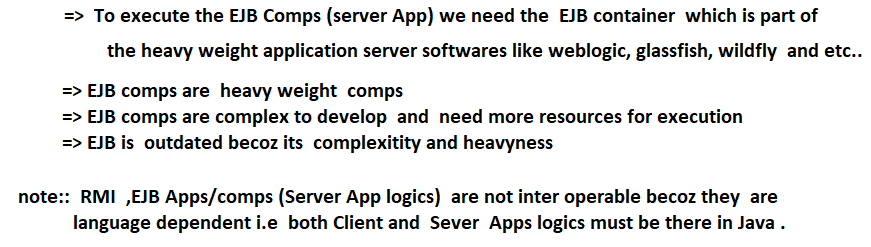 => To execute the EJB Comps (server App) we need the EJB container which is part of
the heavy weight application server softwares like weblogic, glassfish, wildfly and etc..
=> EJB comps are heavy weight comps
=> EJB comps are complex to develop and need more resources for execution
=> EJB is outdated becoz its complexitity and heavyness
note:: RMI ,EJB Apps/comps (Server App logics) are not inter operable becoz they are
language dependent i.e both Client and Sever Apps logics must be there in Java .